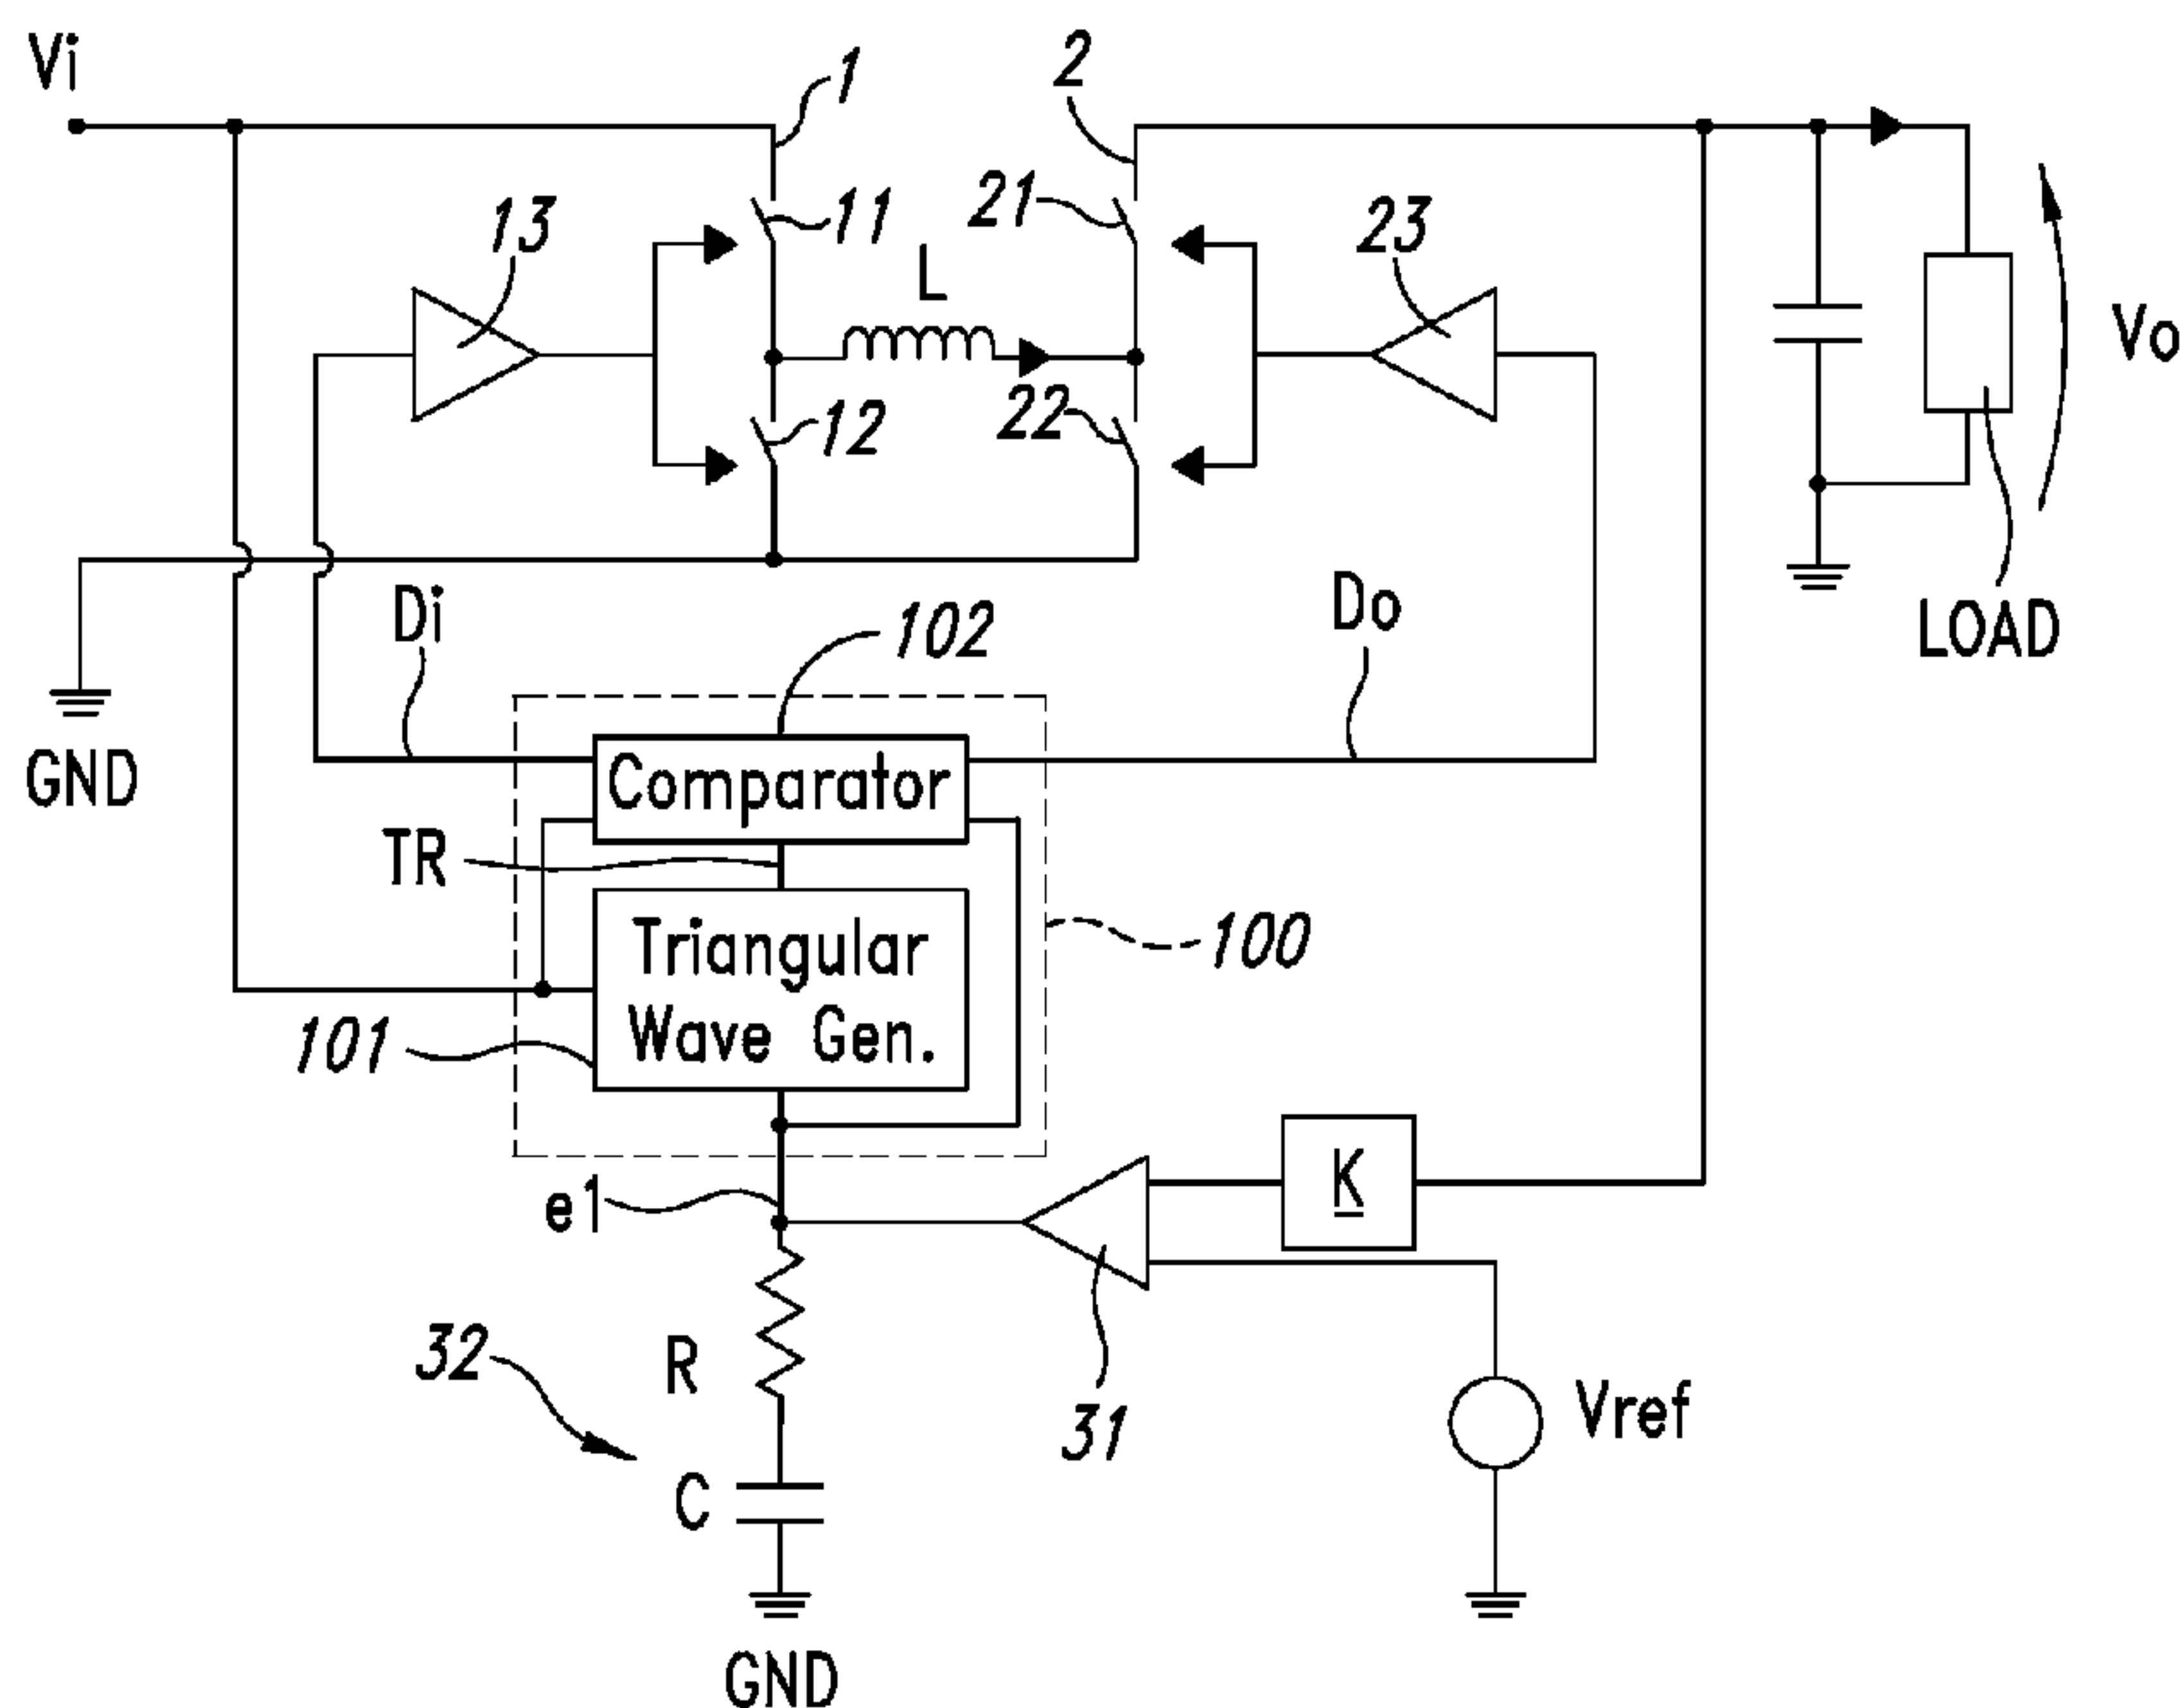 Vi
1
2
11
21
13
23
L
12
22
Vo
Di
102
Do
LOAD
GND
Comparator
TR
100
Triangular
Wave Gen.
101
K
e1
R
32
31
Vref
C
GND